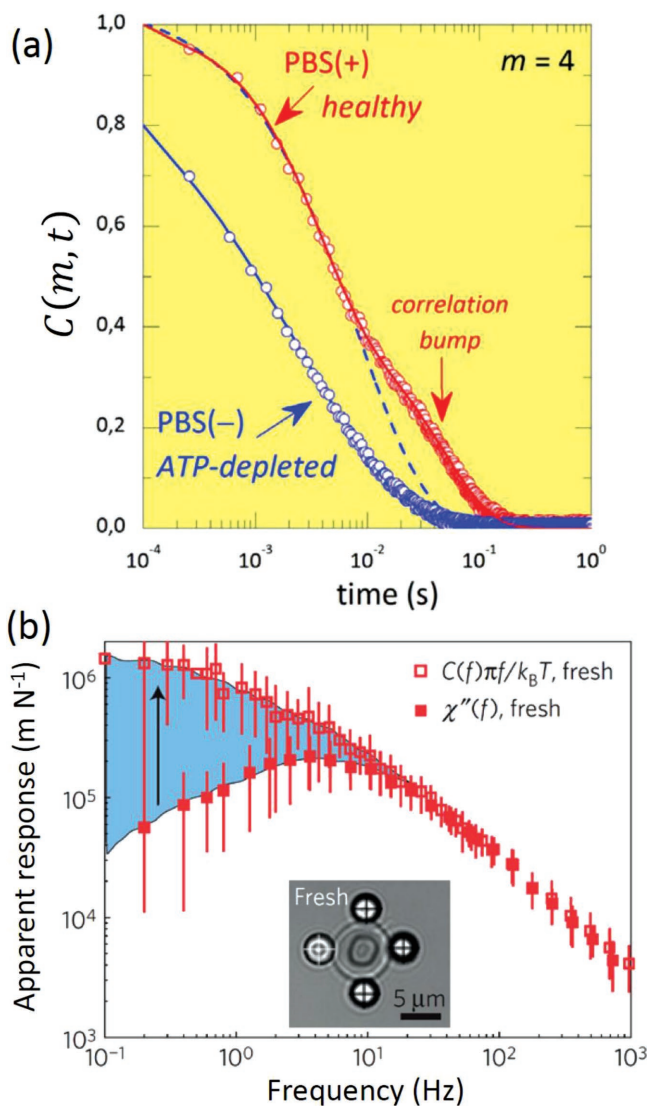 (a)
C(m, t)
1,0
0,8
0,6
0,4
0,2
0,0
PBS(+)
healthy
m = 4
correlation
bump
PBS(−)
ATP-depleted
10⁻⁴
10⁻³
10⁻²
10⁻¹
10⁰
time (s)
(b)
Apparent response (m N⁻¹)
10⁶
10⁵
10⁴
10³
C(f)πf/k_BT, fresh
χ″(f), fresh
Fresh
5 μm
10⁻¹
10⁰
10¹
10²
10³
Frequency (Hz)